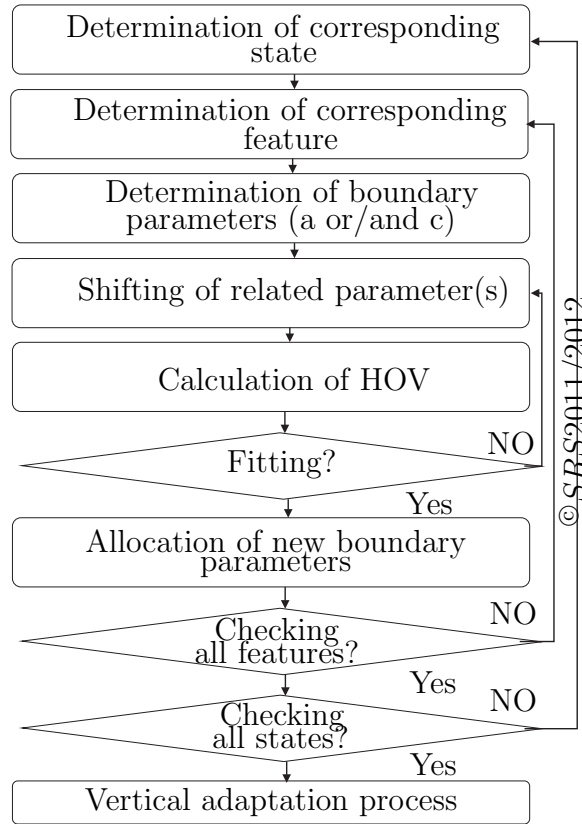 Determination of corresponding
state
Determination of corresponding
feature
Determination of boundary
parameters (a or/and c)
Shifting of related parameter(s)
Calculation of HOV
NO
Fitting?
Yes
Allocation of new boundary
parameters
NO
Checking
all features?
Yes
NO
Checking
all states?
Yes
Vertical adaptation process
©SRS2011/2012